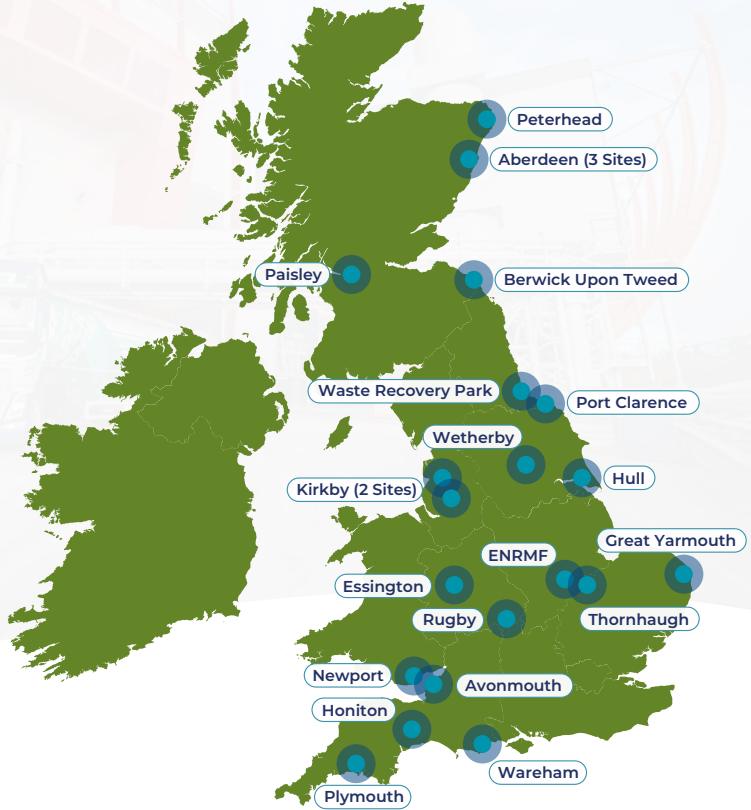 Peterhead
Aberdeen (3 Sites)
Paisley
Berwick Upon Tweed
Waste Recovery Park
Port Clarence
Wetherby
Hull
Kirkby (2 Sites)
Great Yarmouth
ENRMF
Essington
Thornhaugh
Rugby
Newport
Avonmouth
Honiton
Wareham
Plymouth